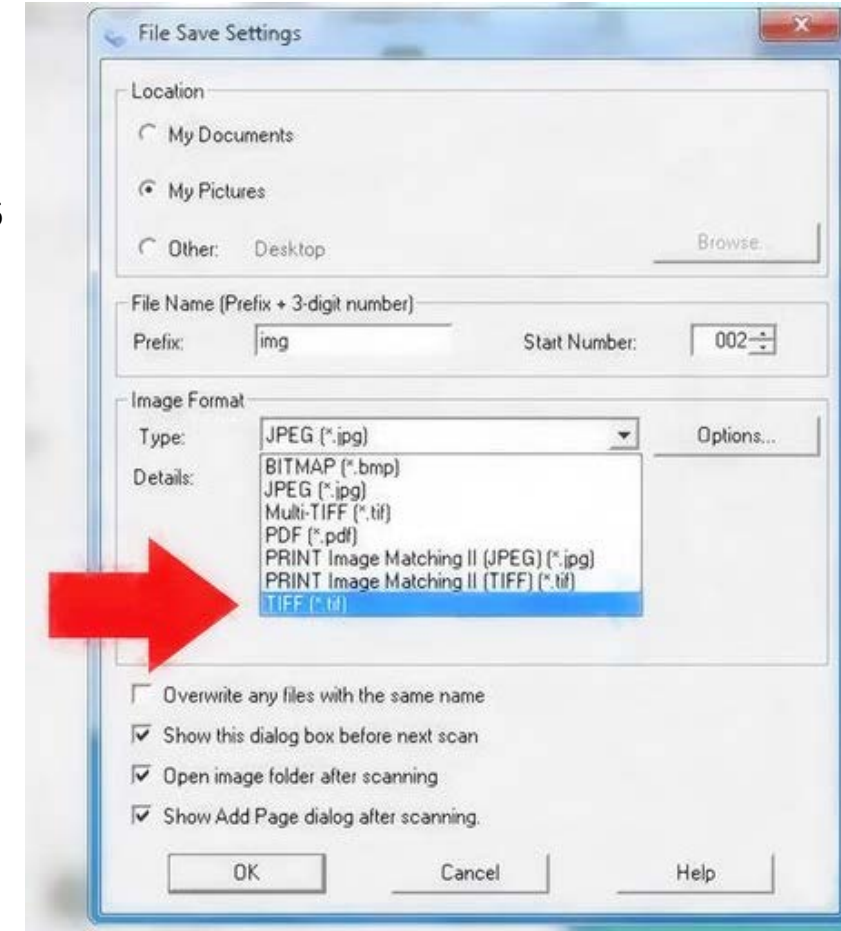 File Save Settings
Location
My Documents
My Pictures
Other: Desktop Browse...
File Name (Prefix + 3-digit number)
Prefix: img Start Number: 002
Image Format
Type: JPEG (*.jpg) Options...
Details:
BITMAP (*.bmp)
JPEG (*.jpg)
Multi-TIFF (*.tif)
PDF (*.pdf)
PRINT Image Matching II (JPEG) (*.jpg)
PRINT Image Matching II (TIFF) (*.tif)
TIFF (*.tif)
Overwrite any files with the same name
Show this dialog box before next scan
Open image folder after scanning
Show Add Page dialog after scanning.
OK Cancel Help